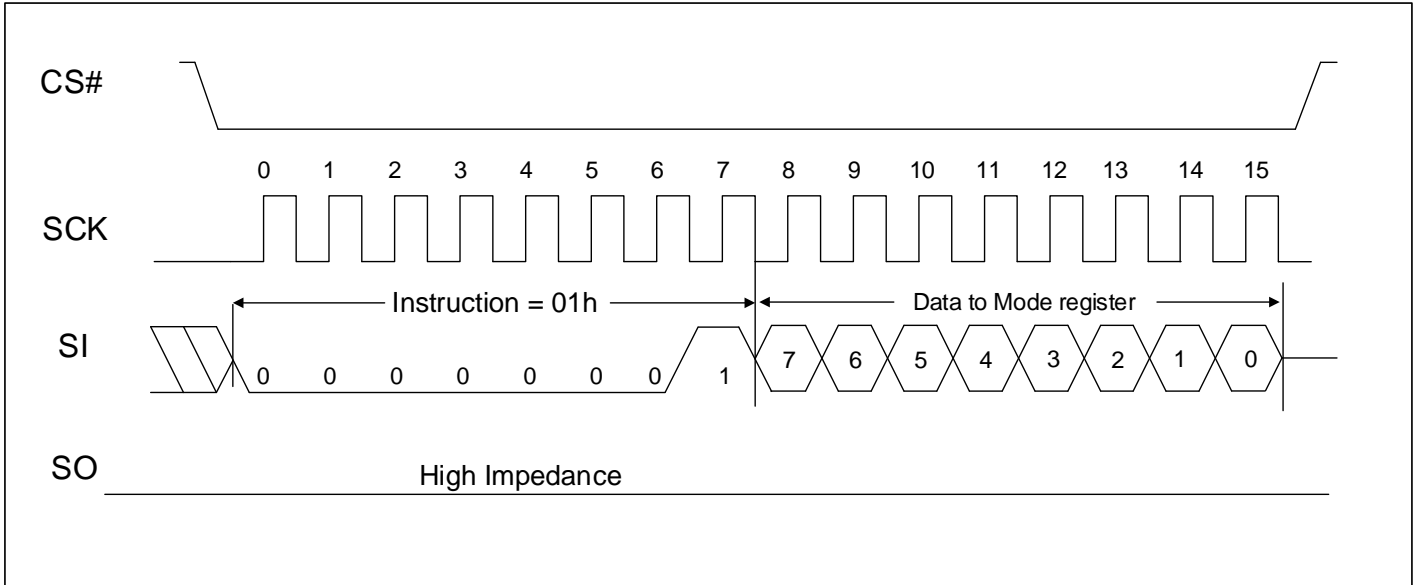 CS#
0 1 2 3 4 5 6 7 8 9 10 11 12 13 14 15
SCK
Instruction = 01h Data to Mode register
SI
0 0 0 0 0 0 0 1 7 6 5 4 3 2 1 0
SO
High Impedance